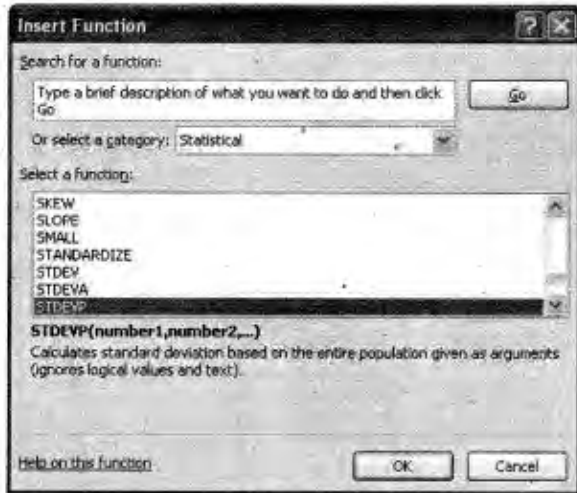 Insert Function
Search for a function:
Type a brief description of what you want to do and then click
Go
Go
Or select a category: Statistical
Select a function:
SKEW
SLOPE
SMALL
STANDARDIZE
STDEV
STDEVA
STDEVP
STDEVP(number1,number2,...)
Calculates standard deviation based on the entire population given as arguments
(ignores logical values and text).
Help on this function
OK
Cancel